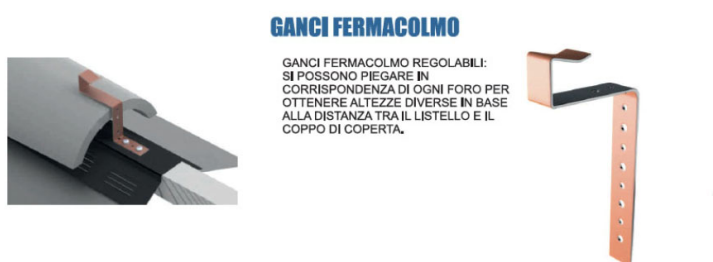 GANCI FERMACOLMO
GANCI FERMACOLMO REGOLABILI:
SI POSSONO PIEGARE IN
CORRISPONDENZA DI OGNI FORO PER
OTTENERE ALTEZZE DIVERSE IN BASE
ALLA DISTANZA TRA IL LISTELLO E IL
COPPO DI COPERTA.